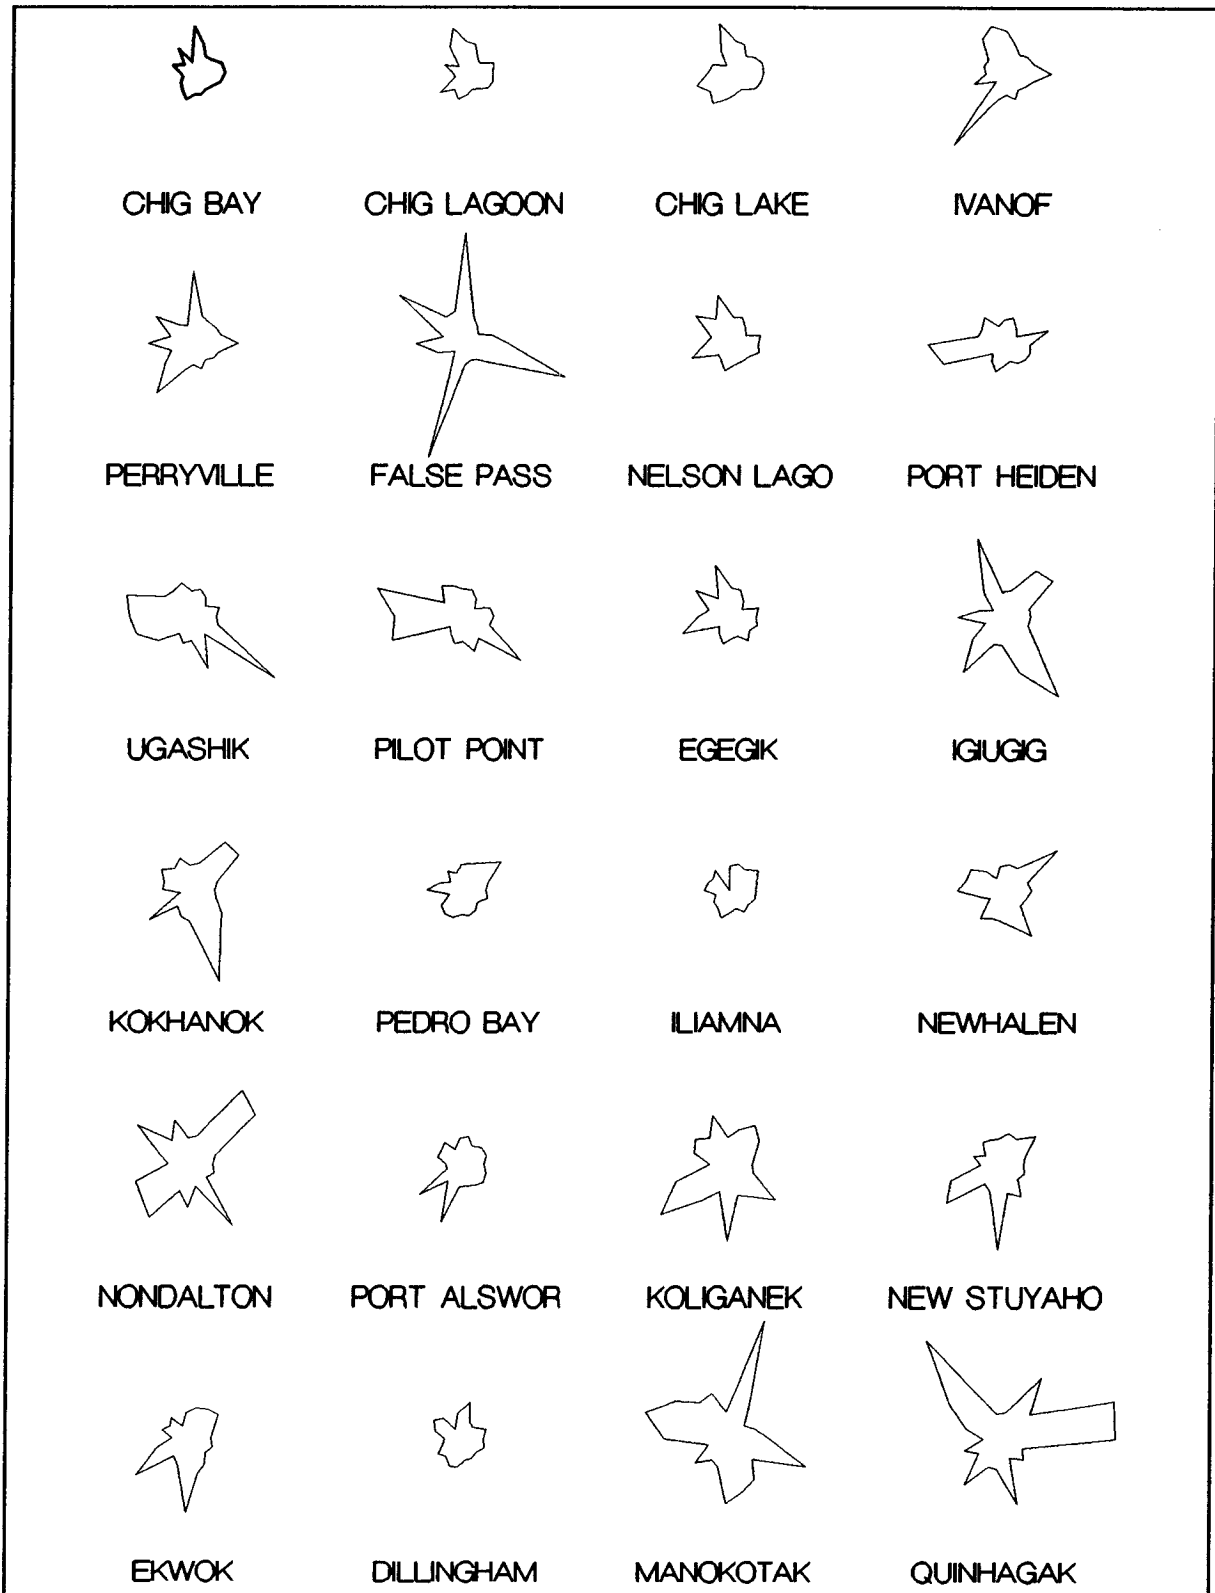 CHIG BAY CHIG LAGOON CHIG LAKE IVANOF
PERRYVILLE FALSE PASS NELSON LAGO PORT HEIDEN
UGASHIK PILOT POINT EGEGIK IGIUGIG
KOKHANOK PEDRO BAY ILIAMNA NEWHALEN
NONDALTON PORT ALSWOR KOLIGANEK NEW STUYAHO
EKWOK DILLINGHAM MANOKOTAK QUINHAGAK